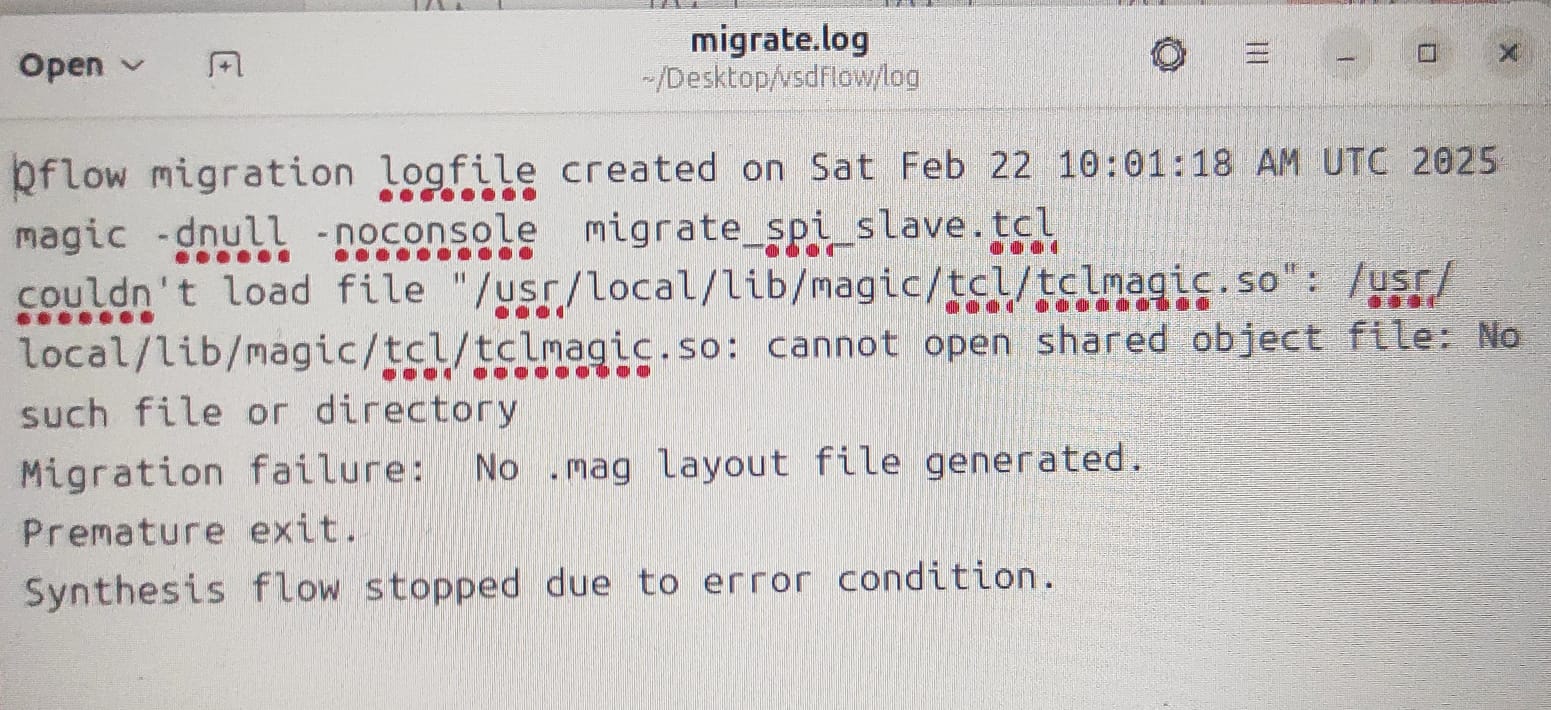 Open
migrate.log
~/Desktop/vsdflow/log
Qflow migration logfile created on Sat Feb 22 10:01:18 AM UTC 2025
magic -dnull -noconsole  migrate_spi_slave.tcl
couldn't load file "/usr/local/lib/magic/tcl/tclmagic.so": /usr/
local/lib/magic/tcl/tclmagic.so: cannot open shared object file: No
such file or directory
Migration failure:  No .mag layout file generated.
Premature exit.
Synthesis flow stopped due to error condition.